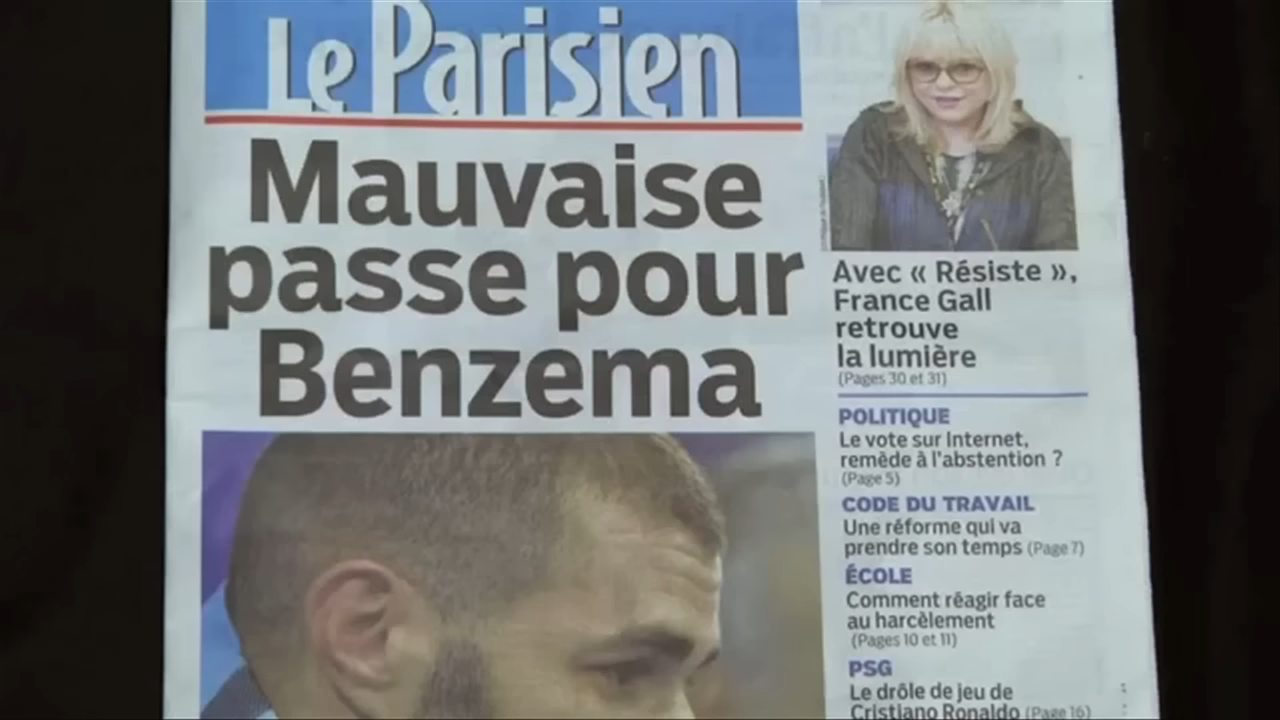 Le Parisien
Mauvaise
passe pour
Benzema
Avec « Résiste »,
France Gall
retrouve
la lumière
(Pages 30 et 31)
POLITIQUE
Le vote sur Internet,
remède à l'abstention ?
(Page 5)
CODE DU TRAVAIL
Une réforme qui va
prendre son temps (Page 7)
ÉCOLE
Comment réagir face
au harcèlement
(Pages 10 et 11)
PSG
Le drôle de jeu de
Cristiano Ronaldo (Page 16)